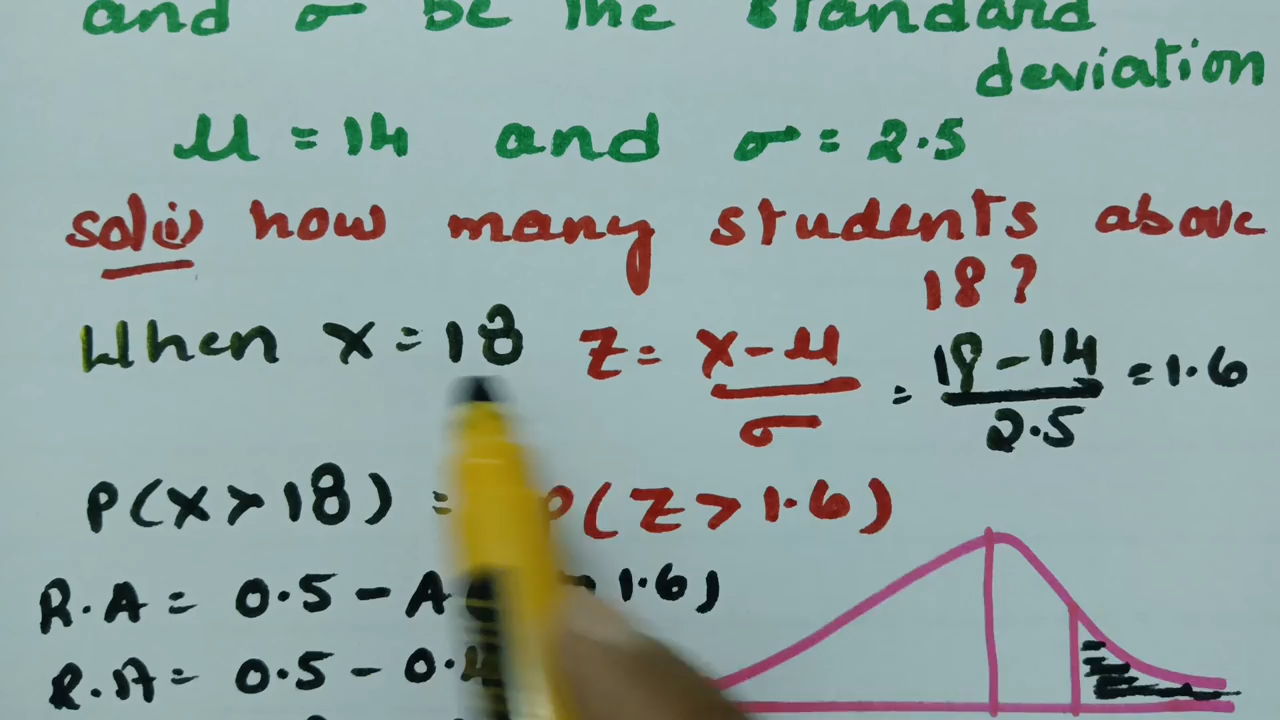 and σ be the standard
deviation
μ = 14 and σ = 2.5
sol (i) how many students above
18 ?
When x = 18 z = x - μ / σ = 18 - 14 / 2.5 = 1.6
P(x > 18) = P(z > 1.6)
R.A = 0.5 - A 1.6)
R.A = 0.5 -